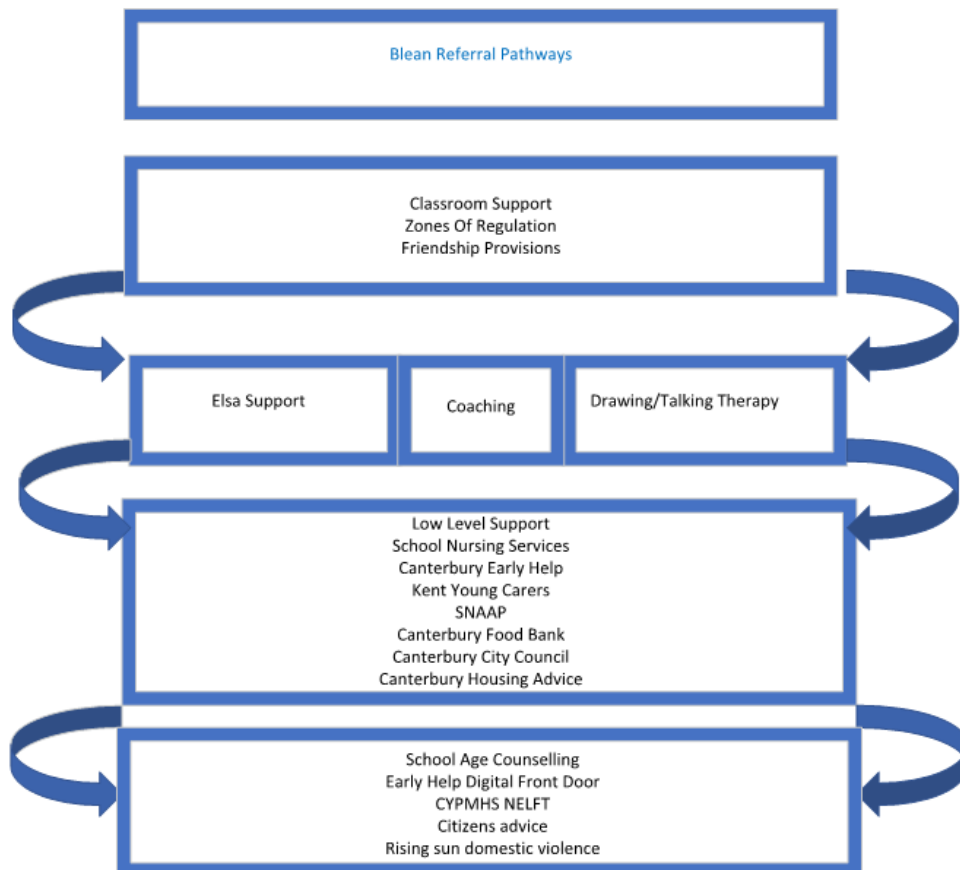 Blean Referral Pathways
Classroom Support
Zones Of Regulation
Friendship Provisions
Elsa Support
Coaching
Drawing/Talking Therapy
Low Level Support
School Nursing Services
Canterbury Early Help
Kent Young Carers
SNAAP
Canterbury Food Bank
Canterbury City Council
Canterbury Housing Advice
School Age Counselling
Early Help Digital Front Door
CYPMHS NELFT
Citizens advice
Rising sun domestic violence